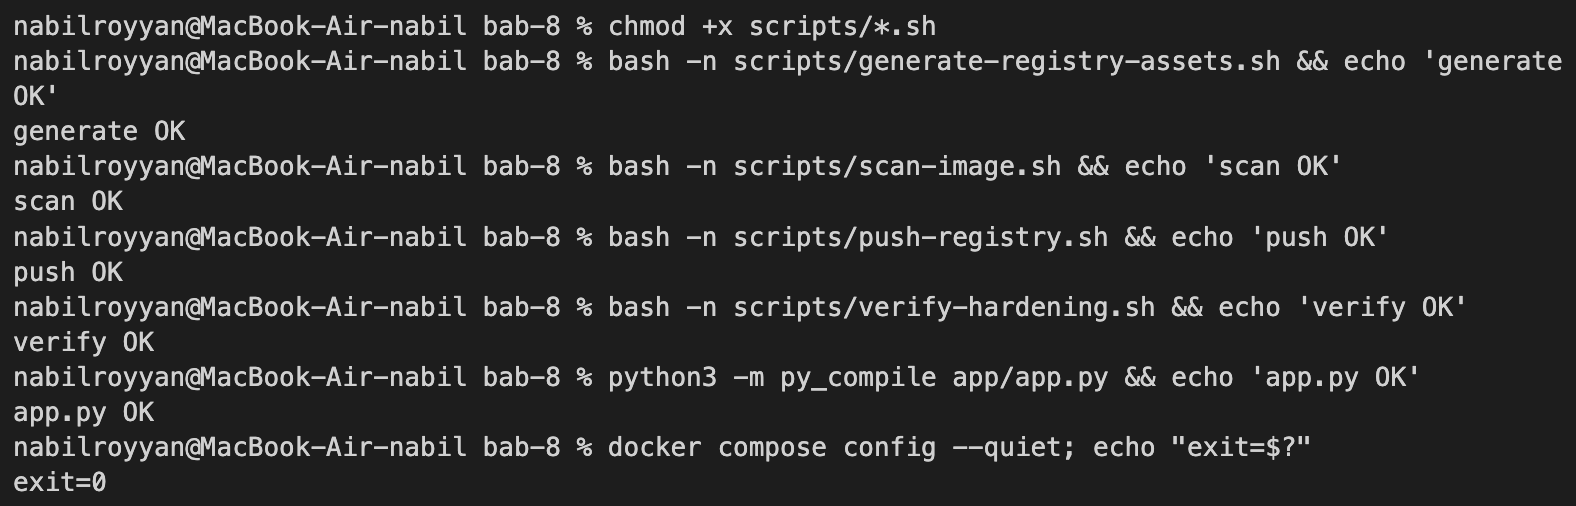 nabilroyyan@MacBook-Air-nabil bab-8 % chmod +x scripts/*.sh
nabilroyyan@MacBook-Air-nabil bab-8 % bash -n scripts/generate-registry-assets.sh && echo 'generate
OK'
generate OK
nabilroyyan@MacBook-Air-nabil bab-8 % bash -n scripts/scan-image.sh && echo 'scan OK'
scan OK
nabilroyyan@MacBook-Air-nabil bab-8 % bash -n scripts/push-registry.sh && echo 'push OK'
push OK
nabilroyyan@MacBook-Air-nabil bab-8 % bash -n scripts/verify-hardening.sh && echo 'verify OK'
verify OK
nabilroyyan@MacBook-Air-nabil bab-8 % python3 -m py_compile app/app.py && echo 'app.py OK'
app.py OK
nabilroyyan@MacBook-Air-nabil bab-8 % docker compose config --quiet; echo "exit=$?"
exit=0